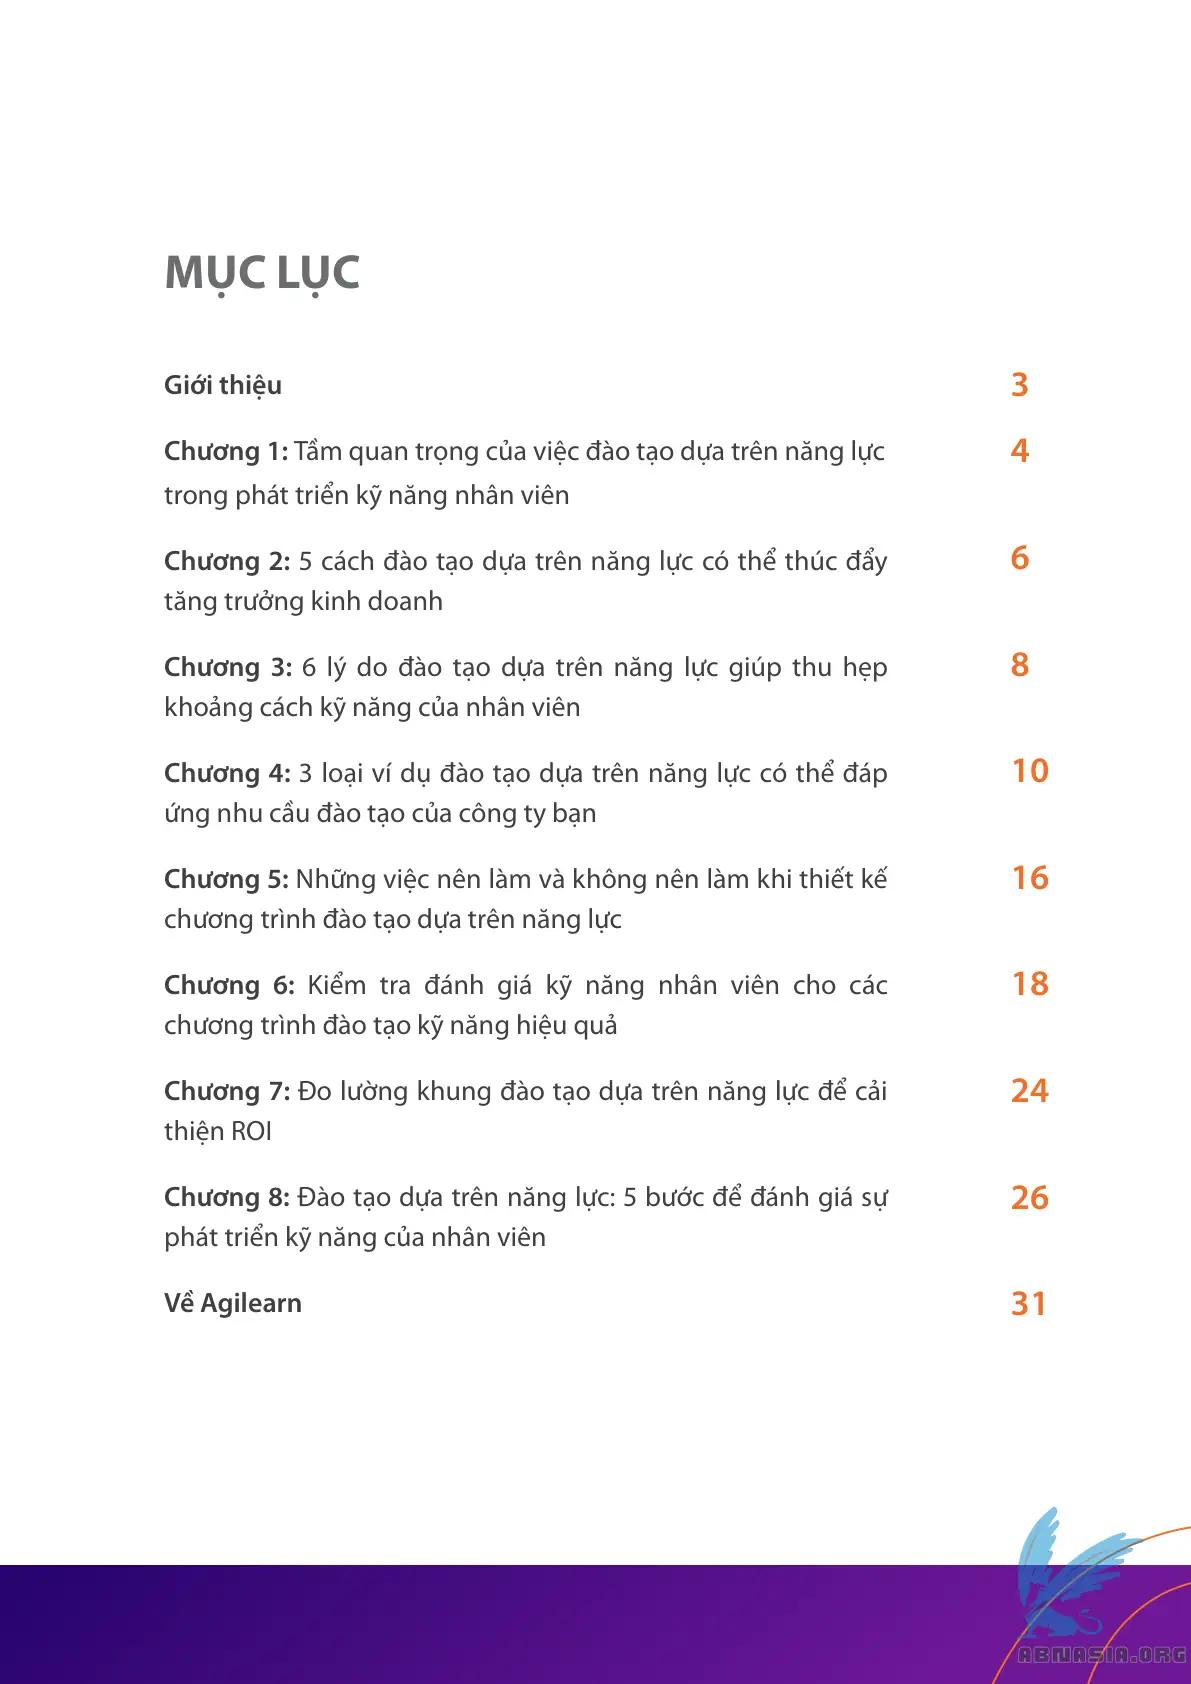 MỤC LỤC
Giới thiệu 3
Chương 1: Tầm quan trọng của việc đào tạo dựa trên năng lực 4
trong phát triển kỹ năng nhân viên
Chương 2: 5 cách đào tạo dựa trên năng lực có thể thúc đẩy 6
tăng trưởng kinh doanh
Chương 3: 6 lý do đào tạo dựa trên năng lực giúp thu hẹp 8
khoảng cách kỹ năng của nhân viên
Chương 4: 3 loại ví dụ đào tạo dựa trên năng lực có thể đáp 10
ứng nhu cầu đào tạo của công ty bạn
Chương 5: Những việc nên làm và không nên làm khi thiết kế 16
chương trình đào tạo dựa trên năng lực
Chương 6: Kiểm tra đánh giá kỹ năng nhân viên cho các 18
chương trình đào tạo kỹ năng hiệu quả
Chương 7: Đo lường khung đào tạo dựa trên năng lực để cải 24
thiện ROI
Chương 8: Đào tạo dựa trên năng lực: 5 bước để đánh giá sự 26
phát triển kỹ năng của nhân viên
Về Agilearn 31
ABNASIA.ORG